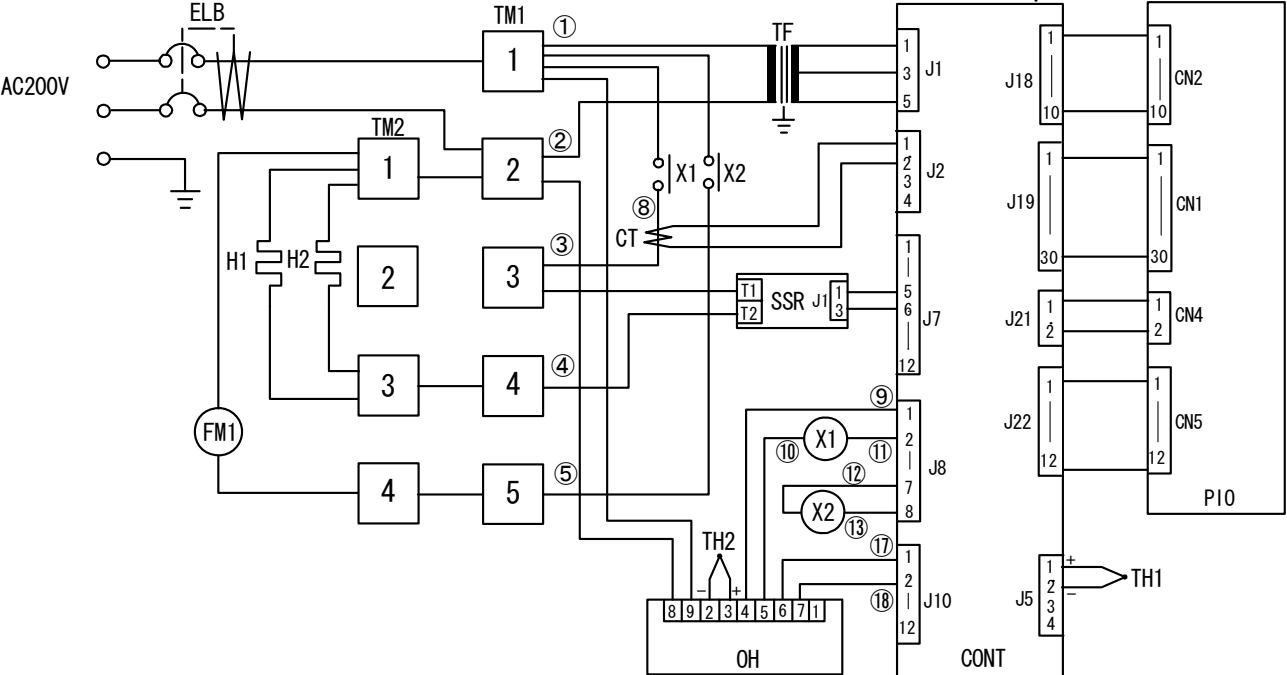 ELB
AC200V
TM1
1
①
TF
1
3
5
J1
J18
1
10
1
10
CN2
TM2
1
2
②
X1
X2
1
2
3
4
J2
⑧
CT
J19
1
30
1
30
CN1
H1
H2
2
3
③
T1
T2
SSR
J1
1
3
1
5
6
12
J7
J21
1
2
1
2
CN4
3
4
④
J22
1
12
1
12
CN5
FM1
4
5
⑤
⑨
⑩
X1
⑪
⑫
X2
⑬
1
2
7
8
J8
PIO
TH2
−
+
⑰
⑱
1
2
12
J10
J5
1
2
3
4
+
−
TH1
8
9
2
3
4
5
6
7
1
OH
CONT